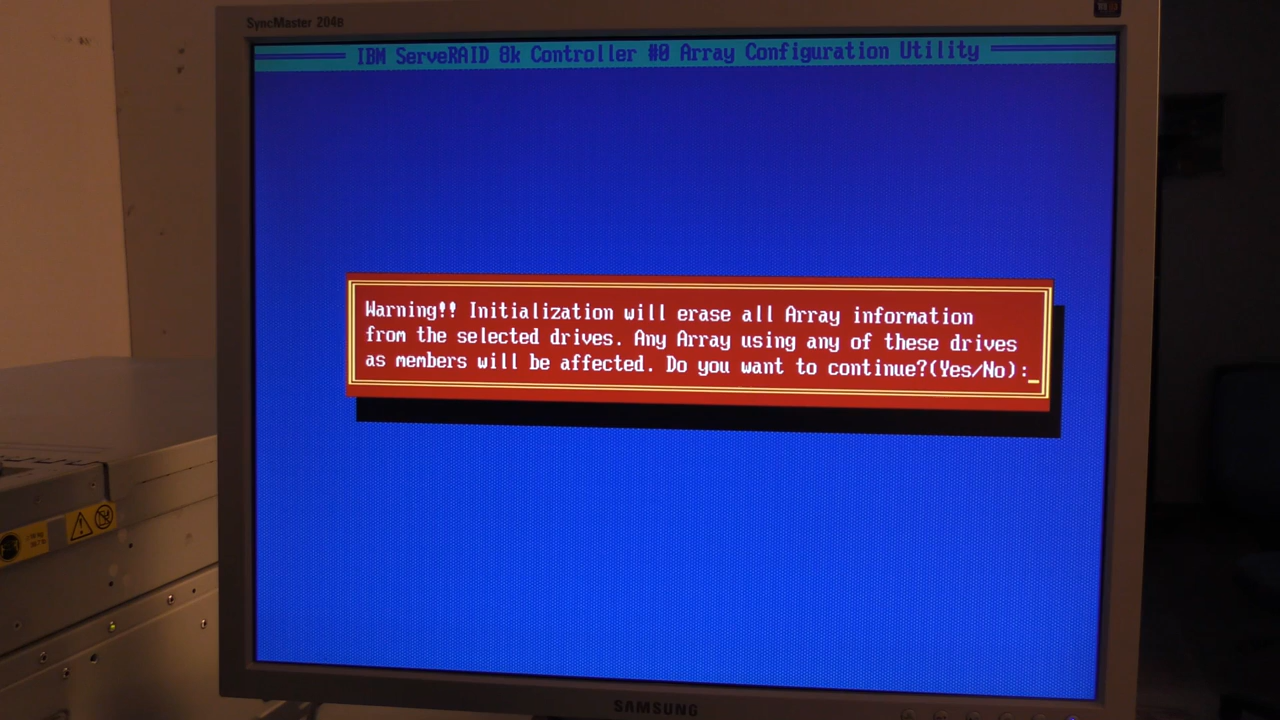 SyncMaster 204B
IBM ServeRAID 8k Controller #0 Array Configuration Utility
Warning!! Initialization will erase all Array information
from the selected drives. Any Array using any of these drives
as members will be affected. Do you want to continue?(Yes/No):_
SAMSUNG